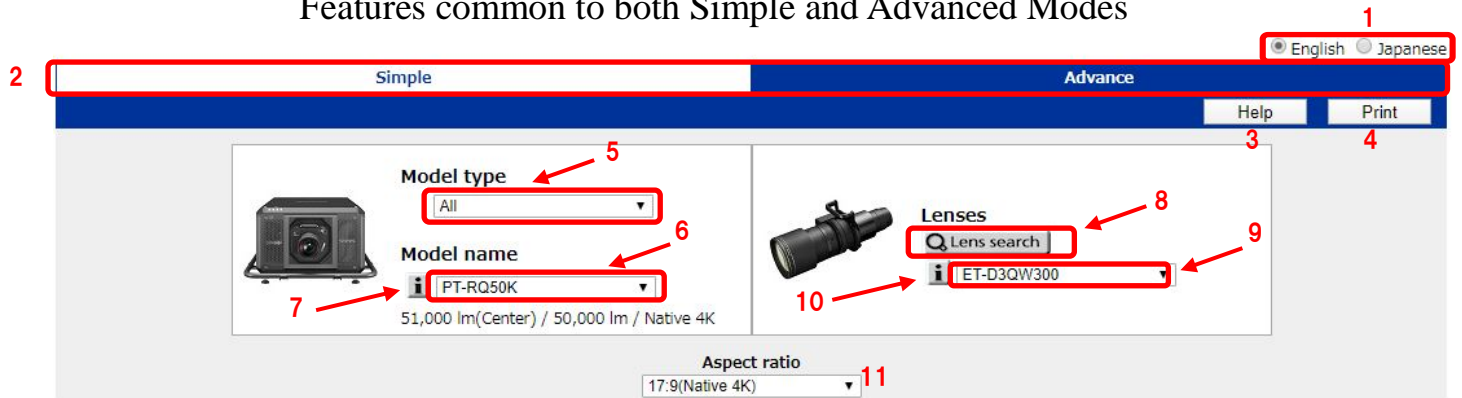 Features common to both Simple and Advanced Modes
1
English Japanese
2
Simple Advance
Help Print
3 4
5
Model type
All
6
Model name
7
i PT-RQ50K
51,000 lm(Center) / 50,000 lm / Native 4K
8
Lenses
Lens search
9
10
i ET-D3QW300
Aspect ratio
17:9(Native 4K)
11